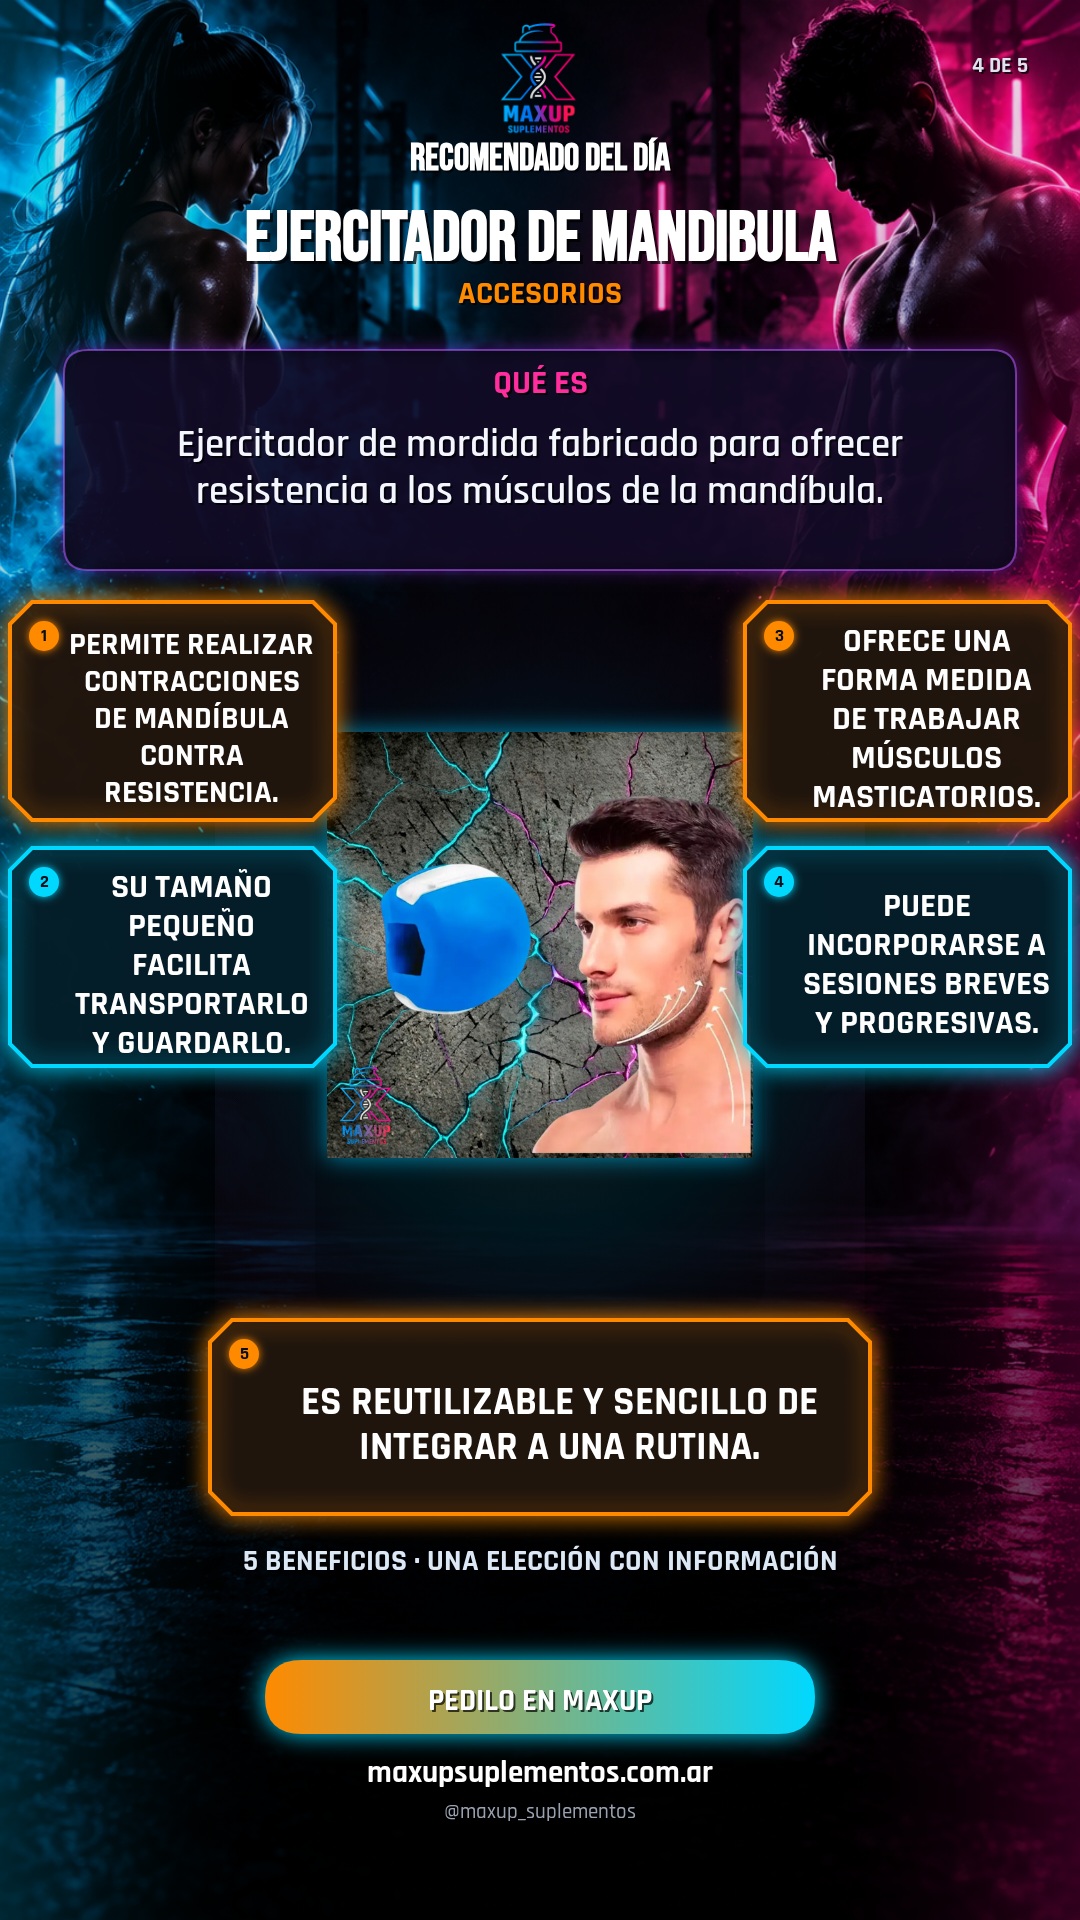 MAXUP
SUPLEMENTOS
4 DE 5
RECOMENDADO DEL DÍA
EJERCITADOR DE MANDIBULA
ACCESORIOS
QUÉ ES
Ejercitador de mordida fabricado para ofrecer
resistencia a los músculos de la mandíbula.
1
PERMITE REALIZAR
CONTRACCIONES
DE MANDÍBULA
CONTRA
RESISTENCIA.
2
SU TAMAÑO
PEQUEÑO
FACILITA
TRANSPORTARLO
Y GUARDARLO.
3
OFRECE UNA
FORMA MEDIDA
DE TRABAJAR
MÚSCULOS
MASTICATORIOS.
4
PUEDE
INCORPORARSE A
SESIONES BREVES
Y PROGRESIVAS.
MAXUP
SUPLEMENTOS
5
ES REUTILIZABLE Y SENCILLO DE
INTEGRAR A UNA RUTINA.
5 BENEFICIOS · UNA ELECCIÓN CON INFORMACIÓN
PEDILO EN MAXUP
maxupsuplementos.com.ar
@maxup_suplementos